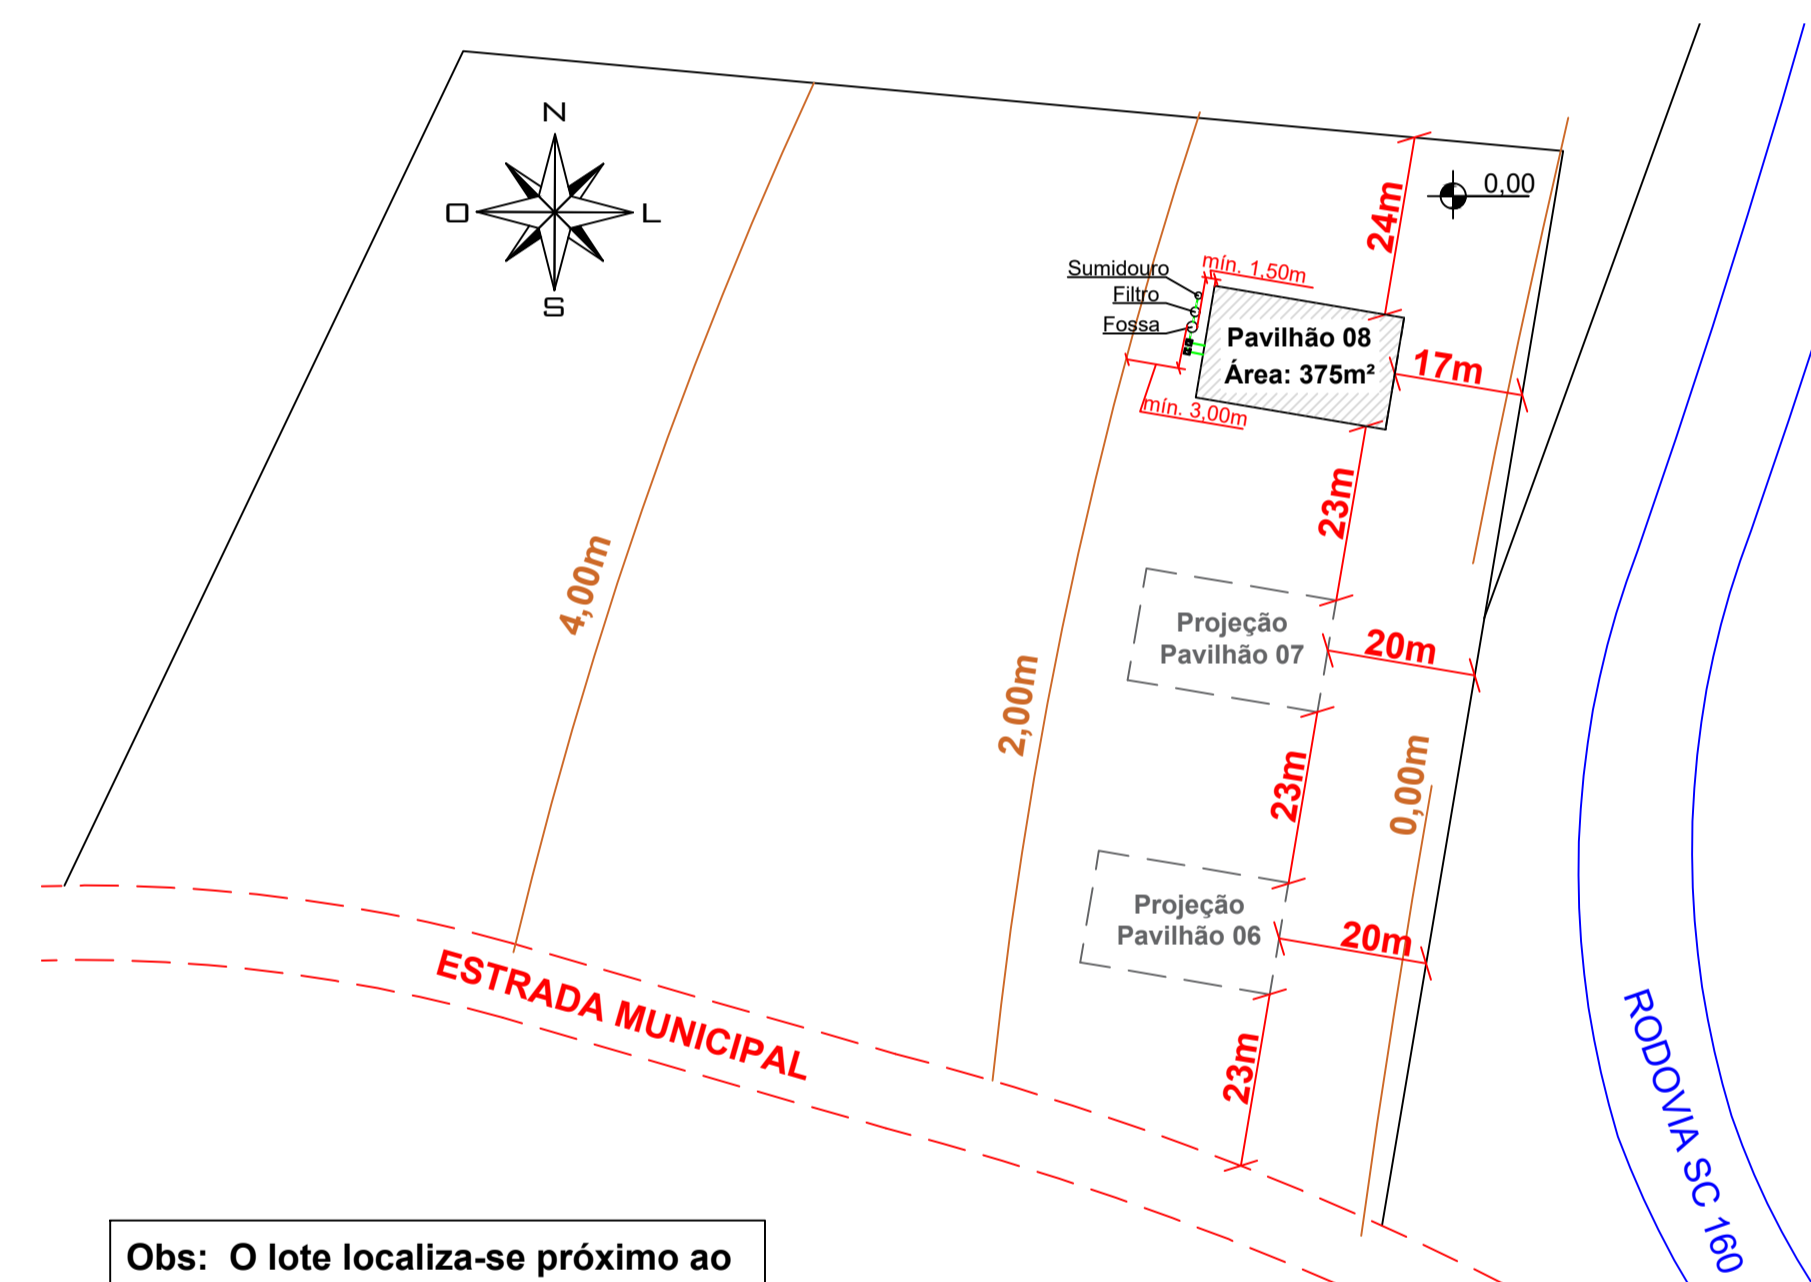 N
O
L
S
0,00
24m
Sumidouro
mín. 1,50m
Filtro
Fossa
Pavilhão 08
Área: 375m²
17m
mín. 3,00m
23m
4,00m
Projeção
Pavilhão 07
20m
2,00m
23m
0,00m
Projeção
Pavilhão 06
20m
ESTRADA MUNICIPAL
23m
RODOVIA SC 160
Obs: O lote localiza-se próximo ao